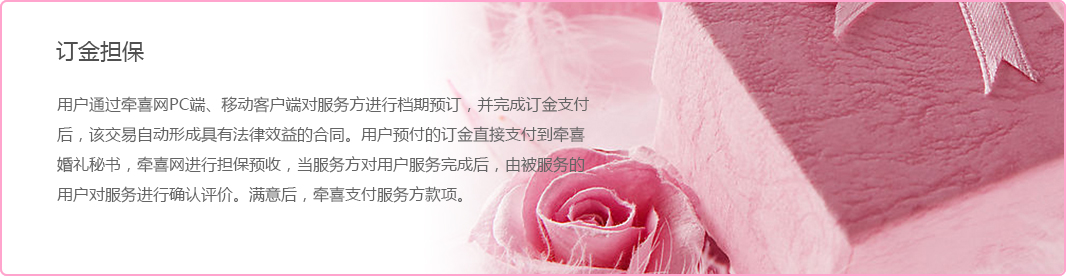 订金担保
用户通过牵喜网PC端、移动客户端对服务方进行档期预订，并完成订金支付
后，该交易自动形成具有法律效益的合同。用户预付的订金直接支付到牵喜
婚礼秘书，牵喜网进行担保预收，当服务方对用户服务完成后，由被服务的
用户对服务进行确认评价。满意后，牵喜支付服务方款项。